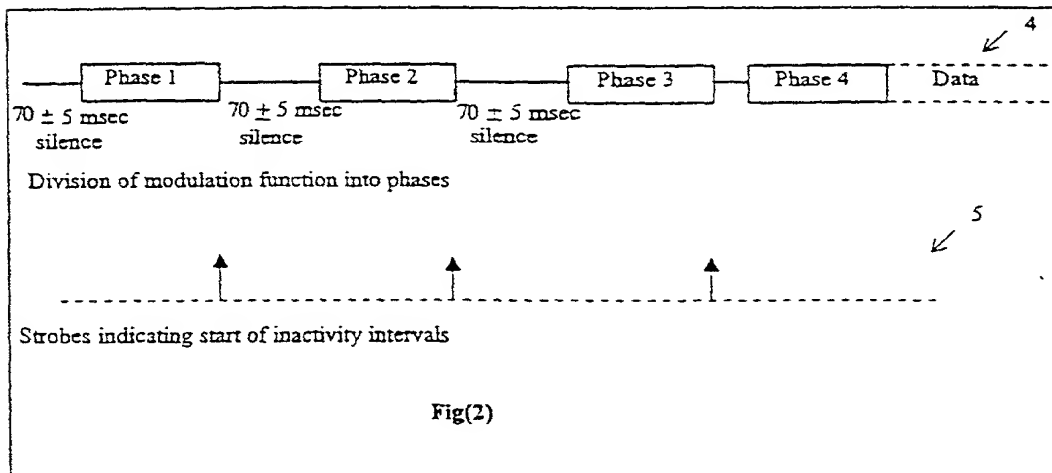 4
Phase 1 Phase 2 Phase 3 Phase 4 Data
70 ± 5 msec 70 ± 5 msec 70 ± 5 msec
silence silence silence
Division of modulation function into phases
5
Strobes indicating start of inactivity intervals
Fig(2)